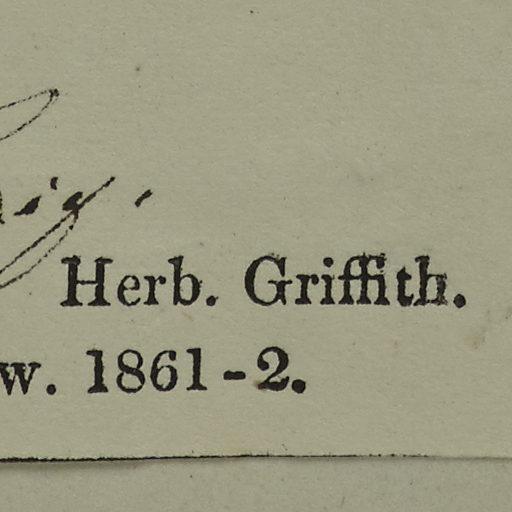 Herb. Griffith.
w. 1861-2.